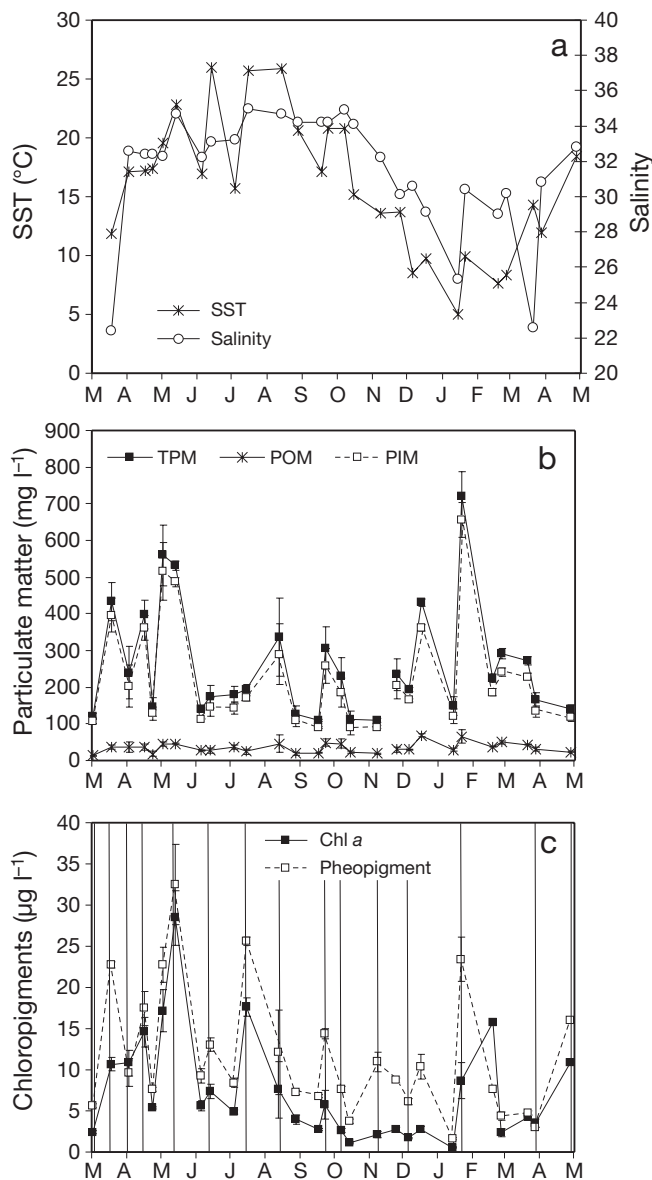 a
30
25
20
15
10
5
0
SST (°C)
40
38
36
34
32
30
28
26
24
22
20
Salinity
SST
Salinity
M A M J J A S O N D J F M A M
b
900
800
700
600
500
400
300
200
100
0
Particulate matter (mg l–1)
TPM POM PIM
M A M J J A S O N D J F M A M
c
40
35
30
25
20
15
10
5
0
Chloropigments (µg l–1)
Chl a
Pheopigment
M A M J J A S O N D J F M A M